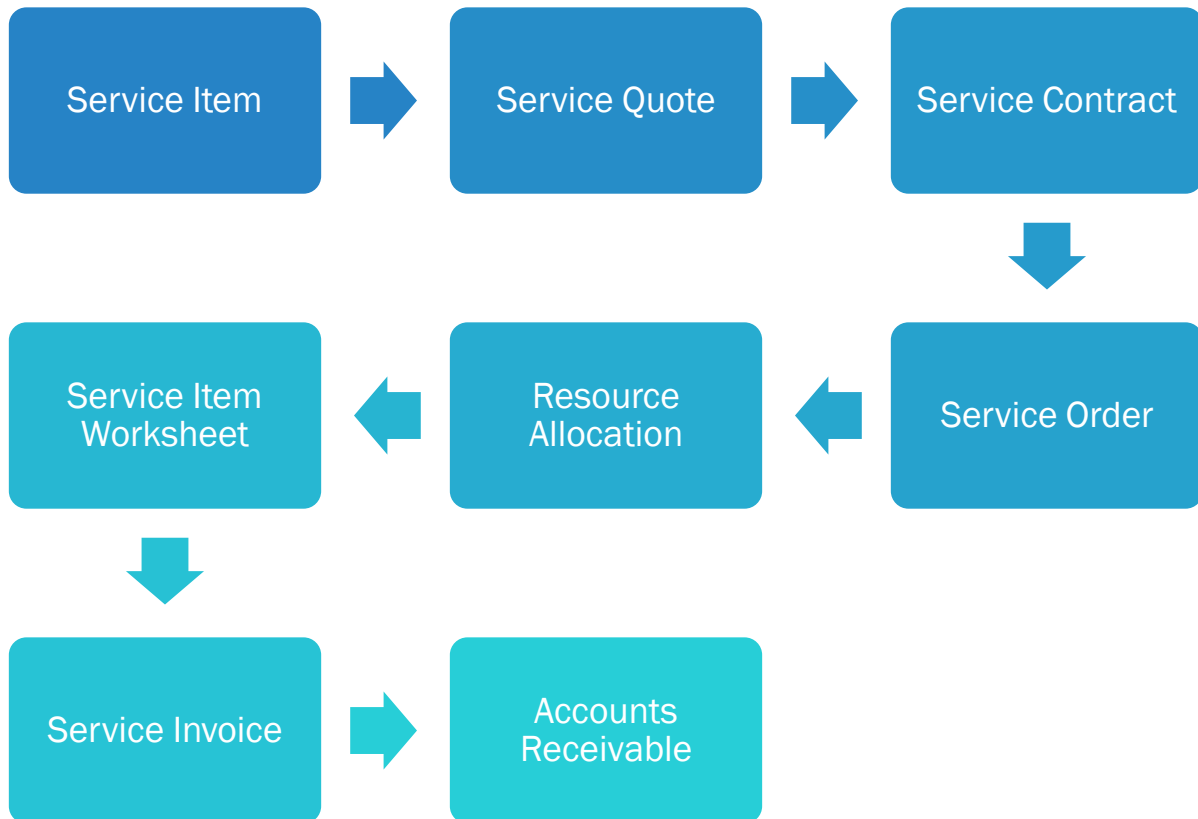 Service Item
Service Quote
Service Contract
Service Order
Resource
Allocation
Service Item
Worksheet
Service Invoice
Accounts
Receivable